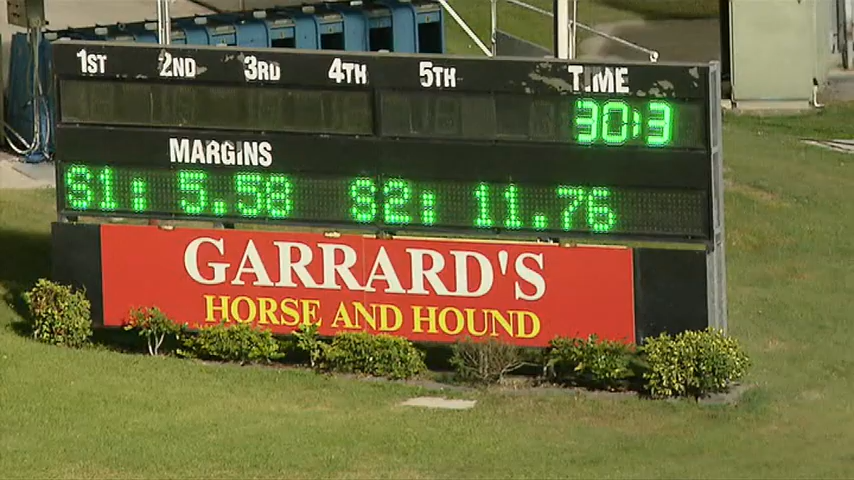 1ST 2ND 3RD 4TH 5TH TIME
30:3
MARGINS
S1: 5.58 S2: 11.76
GARRARD'S
HORSE AND HOUND